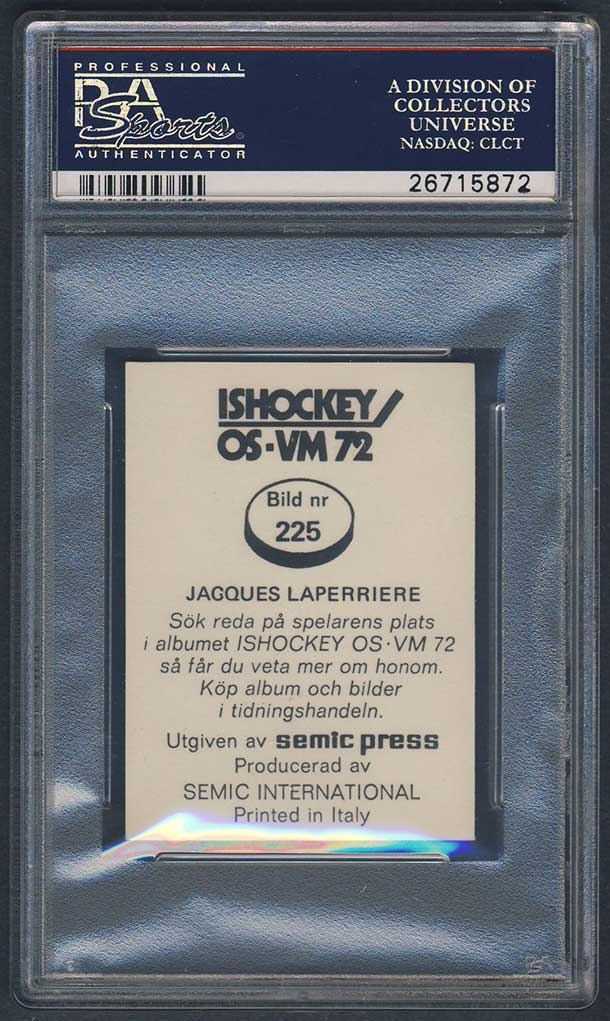 PROFESSIONAL
PSA
Sports
AUTHENTICATOR
A DIVISION OF
COLLECTORS
UNIVERSE
NASDAQ: CLCT
26715872
ISHOCKEY
OS·VM 72
Bild nr
225
JACQUES LAPERRIERE
Sök reda på spelarens plats
i albumet ISHOCKEY OS·VM 72
så får du veta mer om honom.
Köp album och bilder
i tidningshandeln.
Utgiven av semic press
Producerad av
SEMIC INTERNATIONAL
Printed in Italy